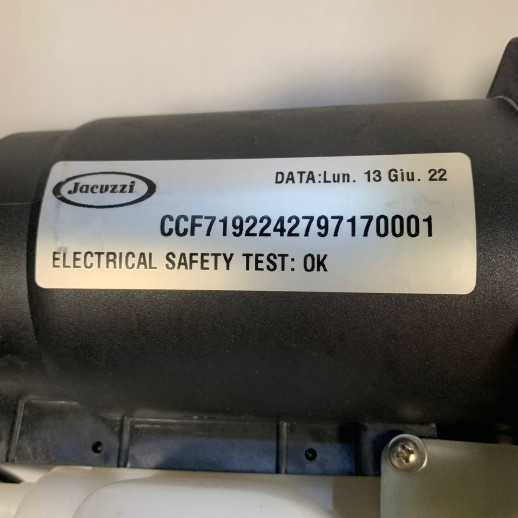 Jacuzzi
DATA:Lun. 13 Giu. 22
CCF7192242797170001
ELECTRICAL SAFETY TEST: OK